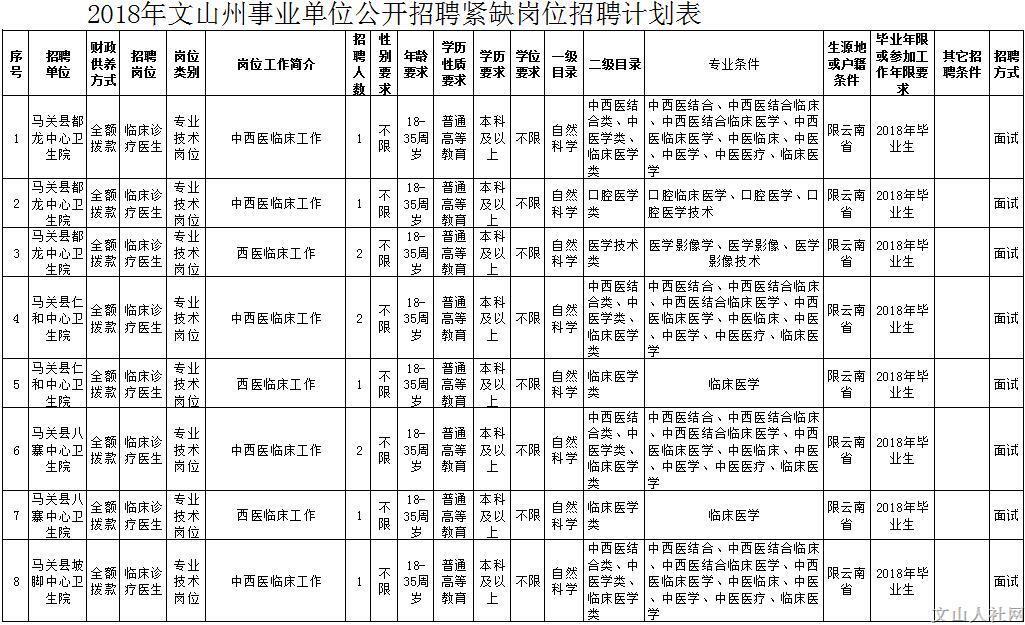 2018年文山州事业单位公开招聘紧缺岗位招聘计划表
序号 招聘单位 财政供养方式 招聘岗位 岗位类别 岗位工作简介 招聘人数 性别要求 年龄要求 学历性质要求 学历要求 学位要求 一级目录 二级目录 专业条件 生源地或户籍条件 毕业年限或参加工作年限要求 其它招聘条件 招聘方式
1 马关县都龙中心卫生院 全额拨款 临床诊疗医生 专业技术岗位 中西医临床工作 1 不限 18-35周岁 普通高等教育 本科及以上 不限 自然科学 中西医结合类、中医学类、临床医学类 中西医结合、中西医结合临床、中西医结合临床医学、中西医临床医学、中医临床、中医、中医学、中医医疗、临床医学 限云南省 2018年毕业生 面试
2 马关县都龙中心卫生院 全额拨款 临床诊疗医生 专业技术岗位 中西医临床工作 1 不限 18-35周岁 普通高等教育 本科及以上 不限 自然科学 口腔医学类 口腔临床医学、口腔医学、口腔医学技术 限云南省 2018年毕业生 面试
3 马关县都龙中心卫生院 全额拨款 临床诊疗医生 专业技术岗位 西医临床工作 2 不限 18-35周岁 普通高等教育 本科及以上 不限 自然科学 医学技术类 医学影像学、医学影像、医学影像技术 限云南省 2018年毕业生 面试
4 马关县仁和中心卫生院 全额拨款 临床诊疗医生 专业技术岗位 中西医临床工作 2 不限 18-35周岁 普通高等教育 本科及以上 不限 自然科学 中西医结合类、中医学类、临床医学类 中西医结合、中西医结合临床、中西医结合临床医学、中西医临床医学、中医临床、中医、中医学、中医医疗、临床医学 限云南省 2018年毕业生 面试
5 马关县仁和中心卫生院 全额拨款 临床诊疗医生 专业技术岗位 西医临床工作 1 不限 18-35周岁 普通高等教育 本科及以上 不限 自然科学 临床医学类 临床医学 限云南省 2018年毕业生 面试
6 马关县八寨中心卫生院 全额拨款 临床诊疗医生 专业技术岗位 中西医临床工作 2 不限 18-35周岁 普通高等教育 本科及以上 不限 自然科学 中西医结合类、中医学类、临床医学类 中西医结合、中西医结合临床、中西医结合临床医学、中西医临床医学、中医临床、中医、中医学、中医医疗、临床医学 限云南省 2018年毕业生 面试
7 马关县八寨中心卫生院 全额拨款 临床诊疗医生 专业技术岗位 西医临床工作 1 不限 18-35周岁 普通高等教育 本科及以上 不限 自然科学 临床医学类 临床医学 限云南省 2018年毕业生 面试
8 马关县坡脚中心卫生院 全额拨款 临床诊疗医生 专业技术岗位 中西医临床工作 1 不限 18-35周岁 普通高等教育 本科及以上 不限 自然科学 中西医结合类、中医学类、临床医学类 中西医结合、中西医结合临床、中西医结合临床医学、中西医临床医学、中医临床、中医、中医学、中医医疗、临床医学 限云南省 2018年毕业生 面试
文山人社网